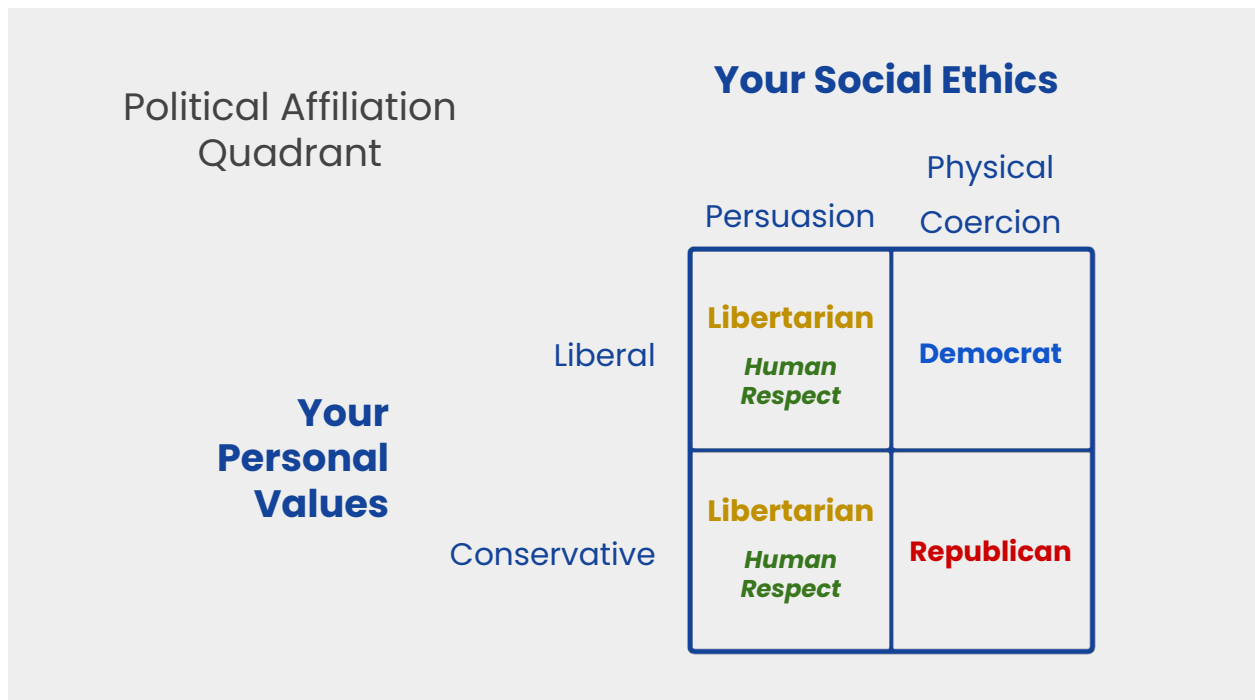 Political Affiliation
Quadrant
Your Social Ethics
Persuasion
Physical
Coercion
Your
Personal
Values
Liberal
Libertarian
Human
Respect
Democrat
Conservative
Libertarian
Human
Respect
Republican